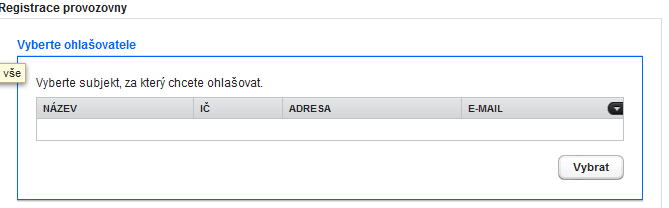 Registrace provozovny
Vyberte ohlašovatele
vše
Vyberte subjekt, za který chcete ohlašovat.
NÁZEV IČ ADRESA E-MAIL
Vybrat